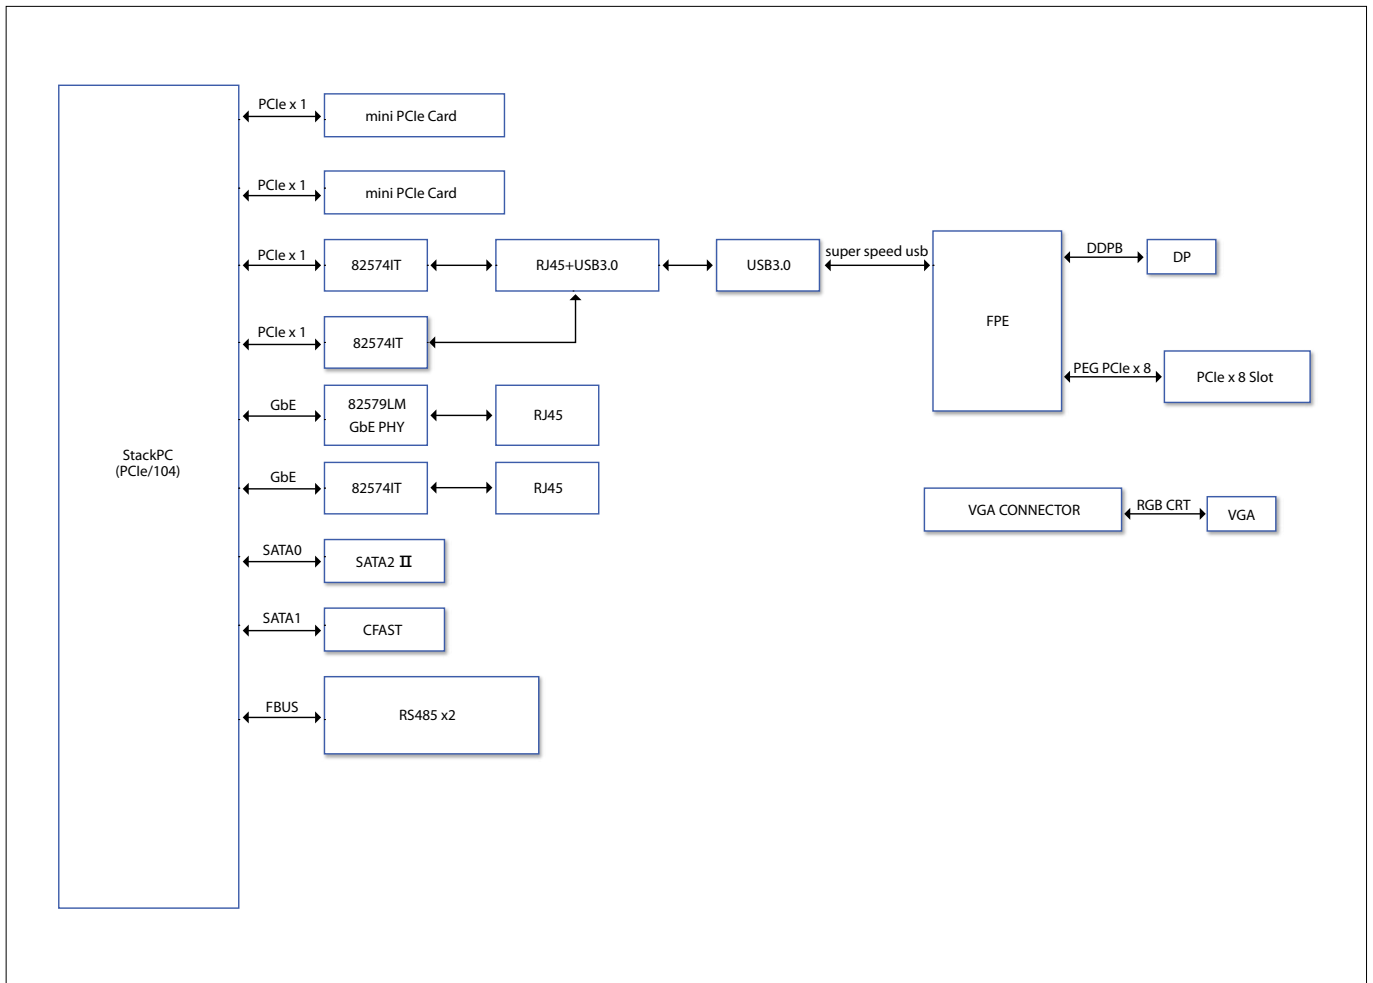 PCIe x 1
mini PCIe Card
PCIe x 1
mini PCIe Card
PCIe x 1
82574IT
RJ45+USB3.0
USB3.0
super speed usb
FPE
DDPB
DP
PEG PCIe x 8
PCIe x 8 Slot
PCIe x 1
82574IT
GbE
82579LM
GbE PHY
RJ45
StackPC
(PCIe/104)
GbE
82574IT
RJ45
VGA CONNECTOR
RGB CRT
VGA
SATA0
SATA2 II
SATA1
CFAST
FBUS
RS485 x2